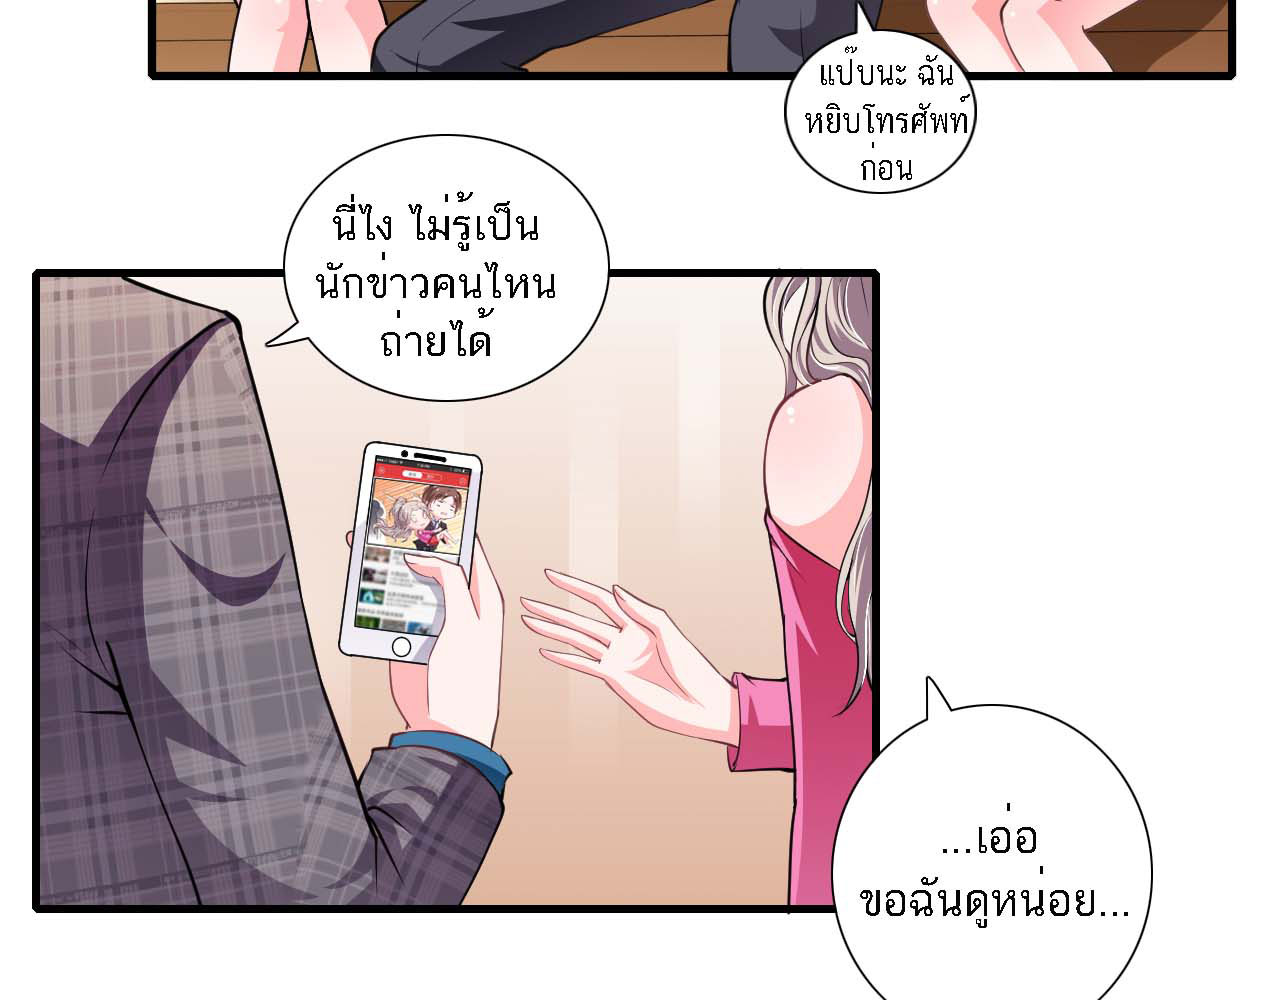 แป๊บนะ ฉัน
หยิบโทรศัพท์
ก่อน
นี่ไง ไม่รู้เป็น
นักข่าวคนไหน
ถ่ายได้
...เอ่อ
ขอฉันดูหน่อย...